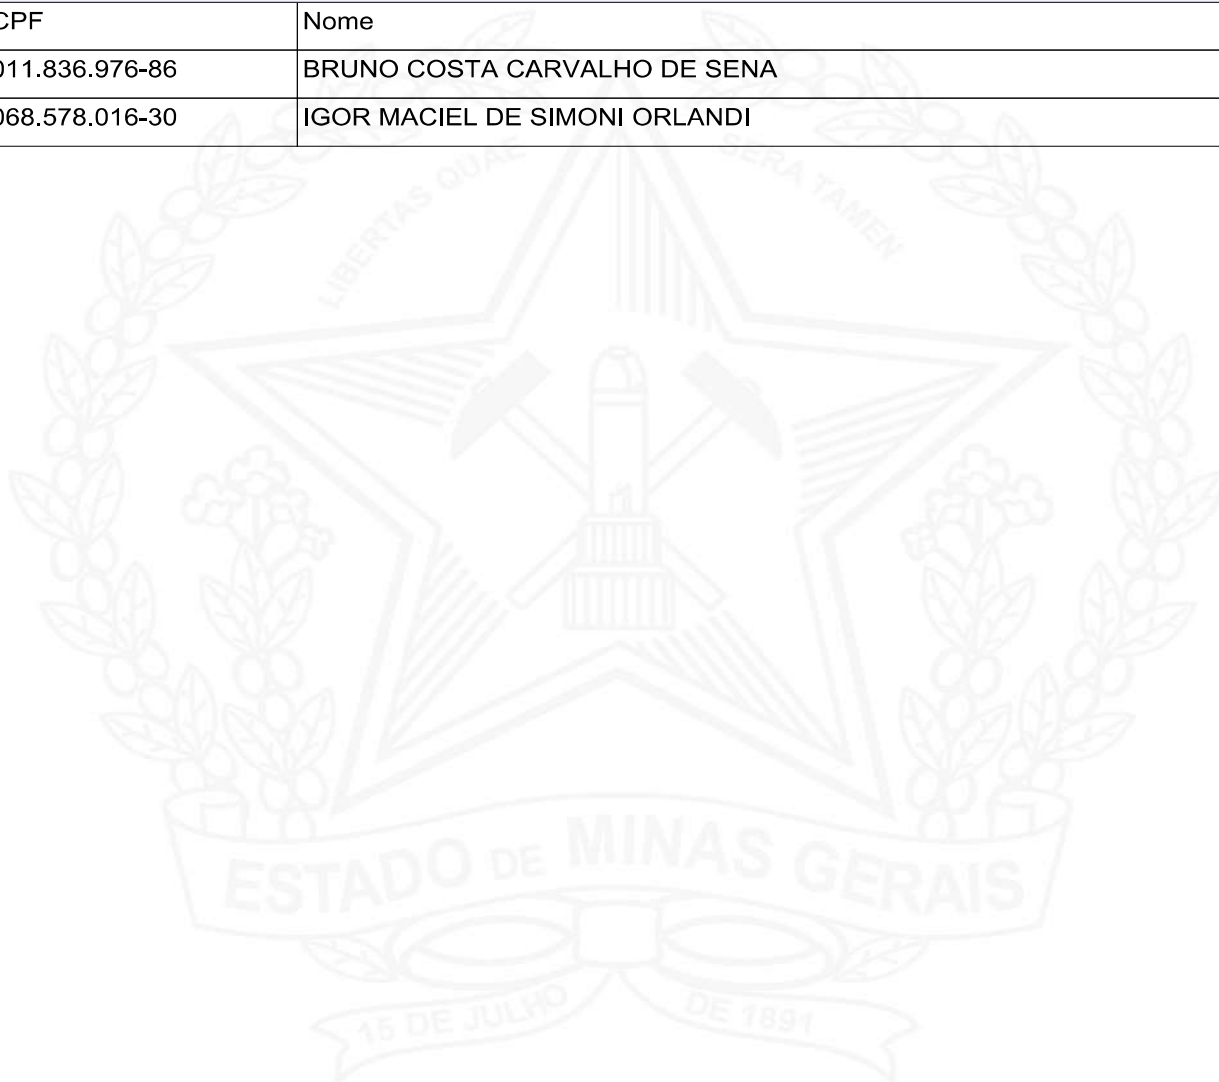 CPF Nome
011.836.976-86 BRUNO COSTA CARVALHO DE SENA
068.578.016-30 IGOR MACIEL DE SIMONI ORLANDI
LIBERTAS QUAE SERA TAMEN
ESTADO DE MINAS GERAIS
15 DE JULHO DE 1891